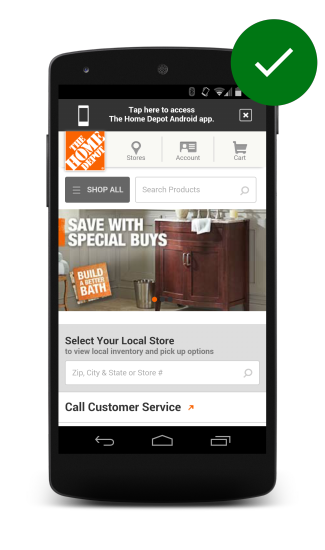 Tap here to access
The Home Depot Android app.
THE
HOME
DEPOT
Stores
Account
Cart
SHOP ALL
Search Products
SAVE WITH
SPECIAL BUYS
BUILD
A BETTER
BATH
Select Your Local Store
to view local inventory and pick up options
Zip, City & State or Store #
Call Customer Service